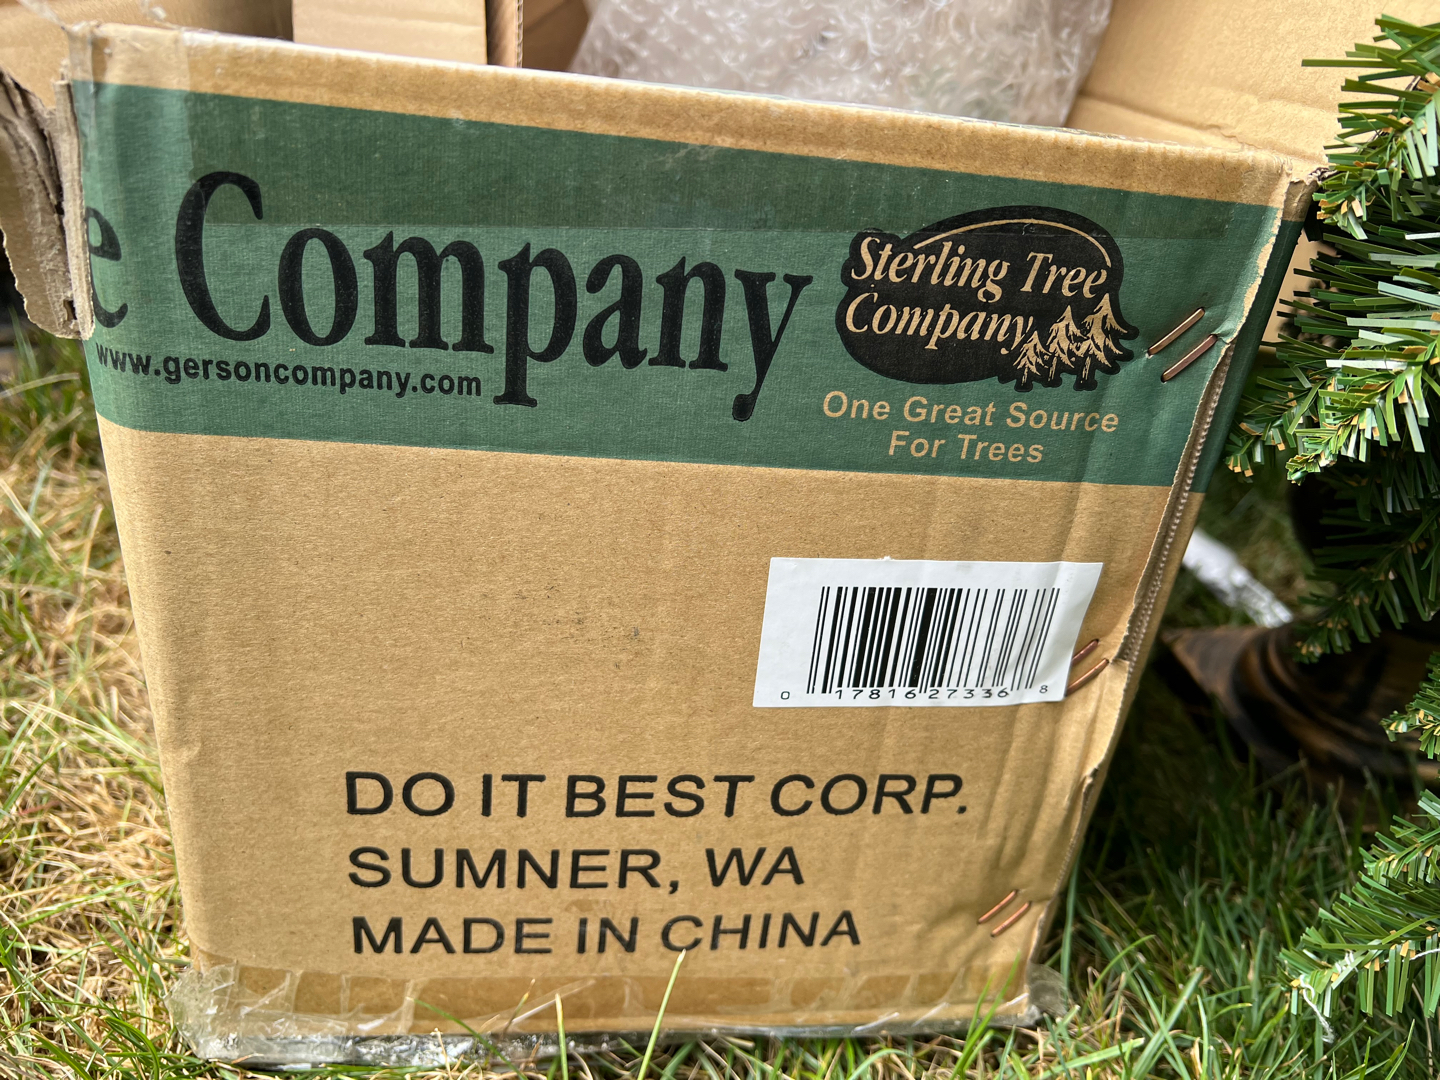 e Company
www.gersoncompany.com
Sterling Tree
Company
One Great Source
For Trees
0 17816 27336 8
DO IT BEST CORP.
SUMNER, WA
MADE IN CHINA